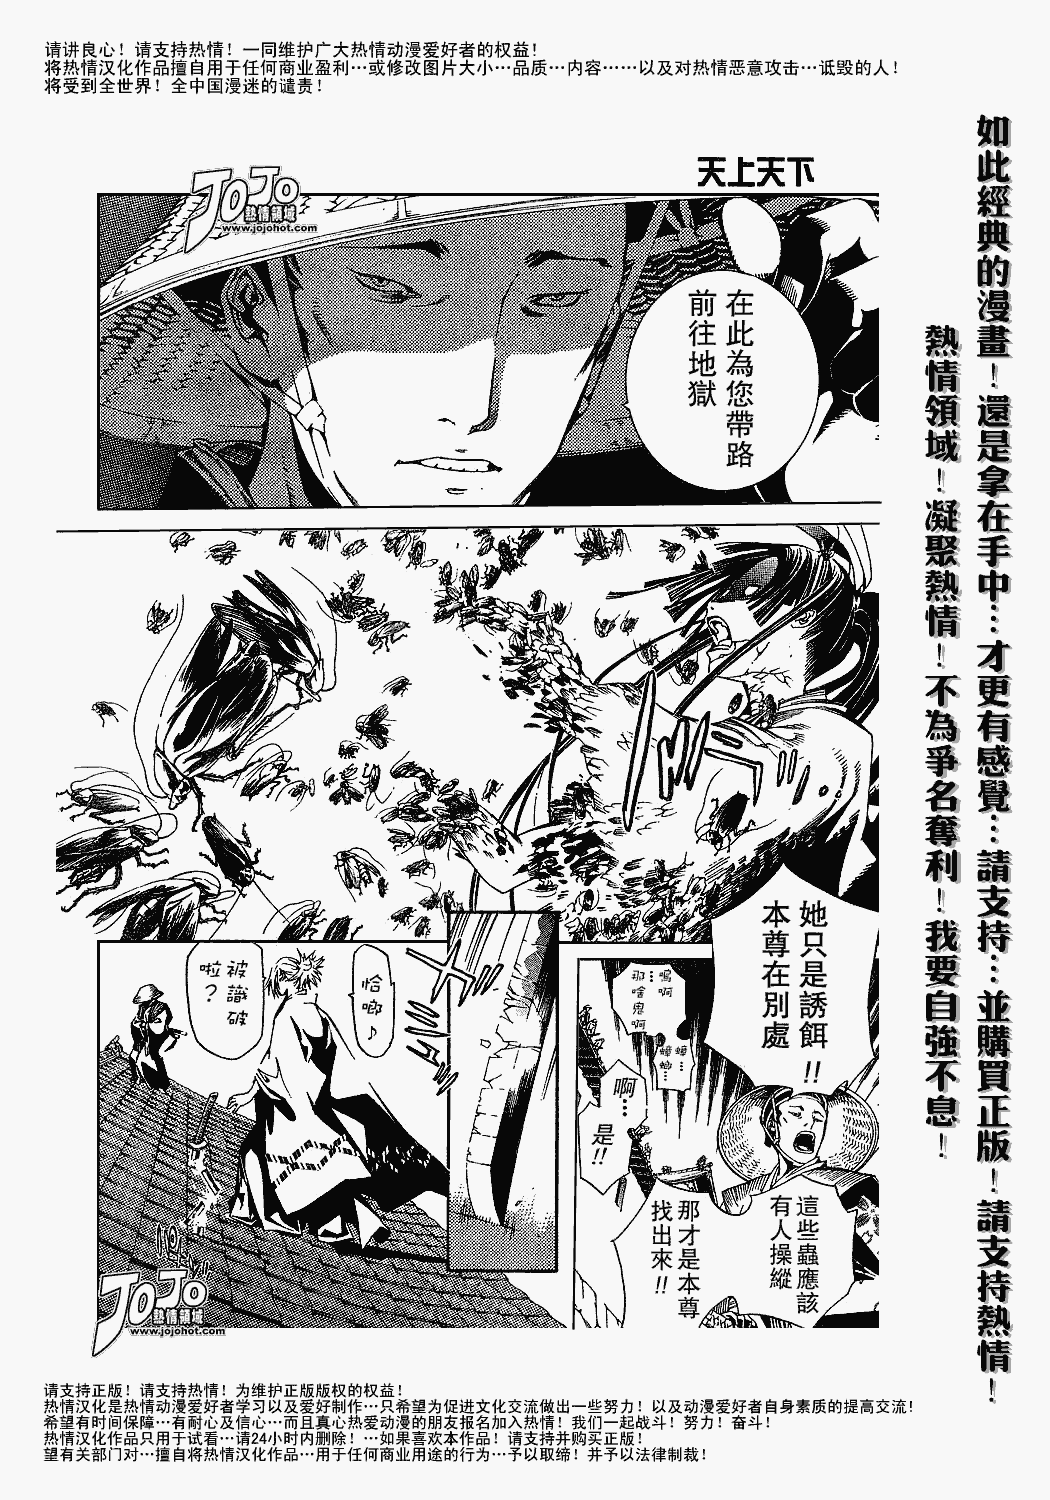 请讲良心！请支持热情！一同维护广大热情动漫爱好者的权益！
将热情汉化作品擅自用于任何商业盈利…或修改图片大小…品质…内容……以及对热情恶意攻击…诋毁的人！
将受到全世界！全中国漫迷的谴责！
如此經典的漫畫！還是拿在手中…才更有感覺…請支持…並購買正版！請支持熱情！
熱情領域！凝聚熱情！不為爭名奪利！我要自強不息！
天上天下
JOJO
熱情領域
www.jojohot.com
在此為您帶路
前往地獄
她只是誘餌!!
本尊在別處
嗚啊
…那啥鬼啊
蟑…
蟑螂…
啊…
是!!
這些蟲應該
有人操縱
那才是本尊
找出來!!
恰啷♪
被識破
啦？
JOJO
熱情領域
www.jojohot.com
请支持正版！请支持热情！为维护正版版权的权益！
热情汉化是热情动漫爱好者学习以及爱好制作…只希望为促进文化交流做出一些努力！以及动漫爱好者自身素质的提高交流！
希望有时间保障…有耐心及信心…而且真心热爱动漫的朋友报名加入热情！我们一起战斗！努力！奋斗！
热情汉化作品只用于试看…请24小时内删除！…如果喜欢本作品！请支持并购买正版！
望有关部门对…擅自将热情汉化作品…用于任何商业用途的行为…予以取缔！并予以法律制裁！